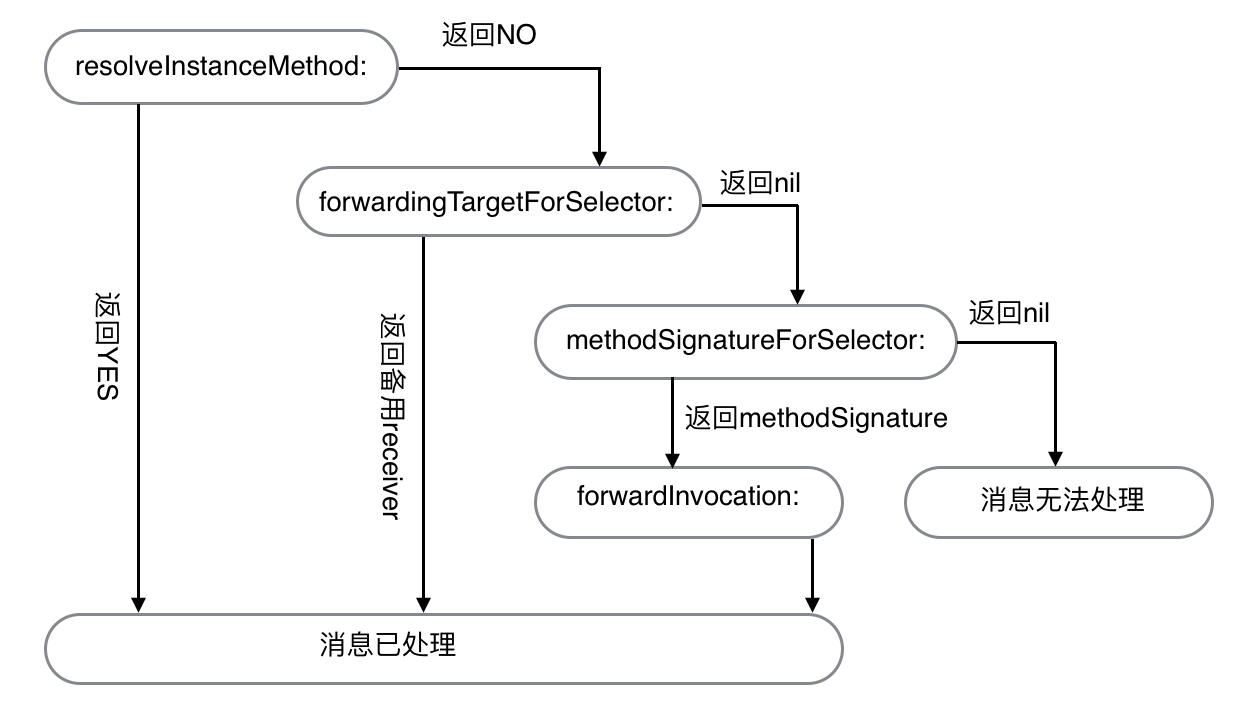 返回NO
resolveInstanceMethod:
返回nil
forwardingTargetForSelector:
返回YES
返回备用receiver
返回nil
methodSignatureForSelector:
返回methodSignature
forwardInvocation:
消息无法处理
消息已处理